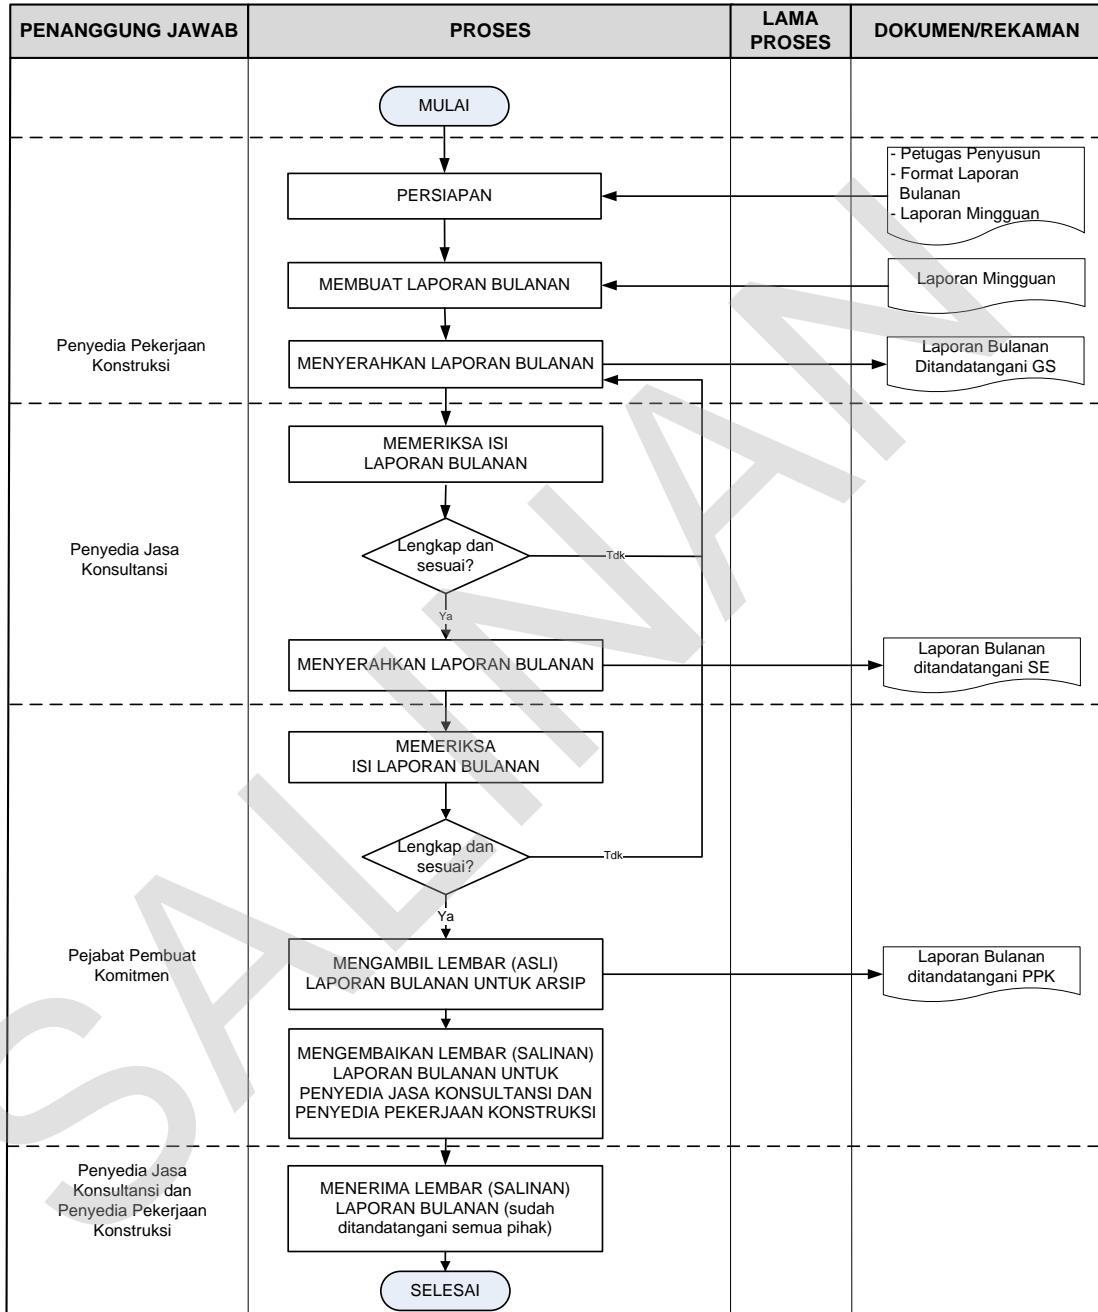 PENANGGUNG JAWAB
PROSES
LAMA
PROSES
DOKUMEN/REKAMAN
MULAI
- Petugas Penyusun
- Format Laporan
Bulanan
- Laporan Mingguan
PERSIAPAN
MEMBUAT LAPORAN BULANAN
Laporan Mingguan
Penyedia Pekerjaan
Konstruksi
MENYERAHKAN LAPORAN BULANAN
Laporan Bulanan
Ditandatangani GS
MEMERIKSA ISI
LAPORAN BULANAN
Penyedia Jasa
Konsultansi
Lengkap dan
sesuai?
Tdk
Ya
MENYERAHKAN LAPORAN BULANAN
Laporan Bulanan
ditandatangani SE
MEMERIKSA
ISI LAPORAN BULANAN
Lengkap dan
sesuai?
Tdk
Ya
Pejabat Pembuat
Komitmen
MENGAMBIL LEMBAR (ASLI)
LAPORAN BULANAN UNTUK ARSIP
Laporan Bulanan
ditandatangani PPK
MENGEMBAIKAN LEMBAR (SALINAN)
LAPORAN BULANAN UNTUK
PENYEDIA JASA KONSULTANSI DAN
PENYEDIA PEKERJAAN KONSTRUKSI
Penyedia Jasa
Konsultansi dan
Penyedia Pekerjaan
Konstruksi
MENERIMA LEMBAR (SALINAN)
LAPORAN BULANAN (sudah
ditandatangani semua pihak)
SELESAI
SALINAN